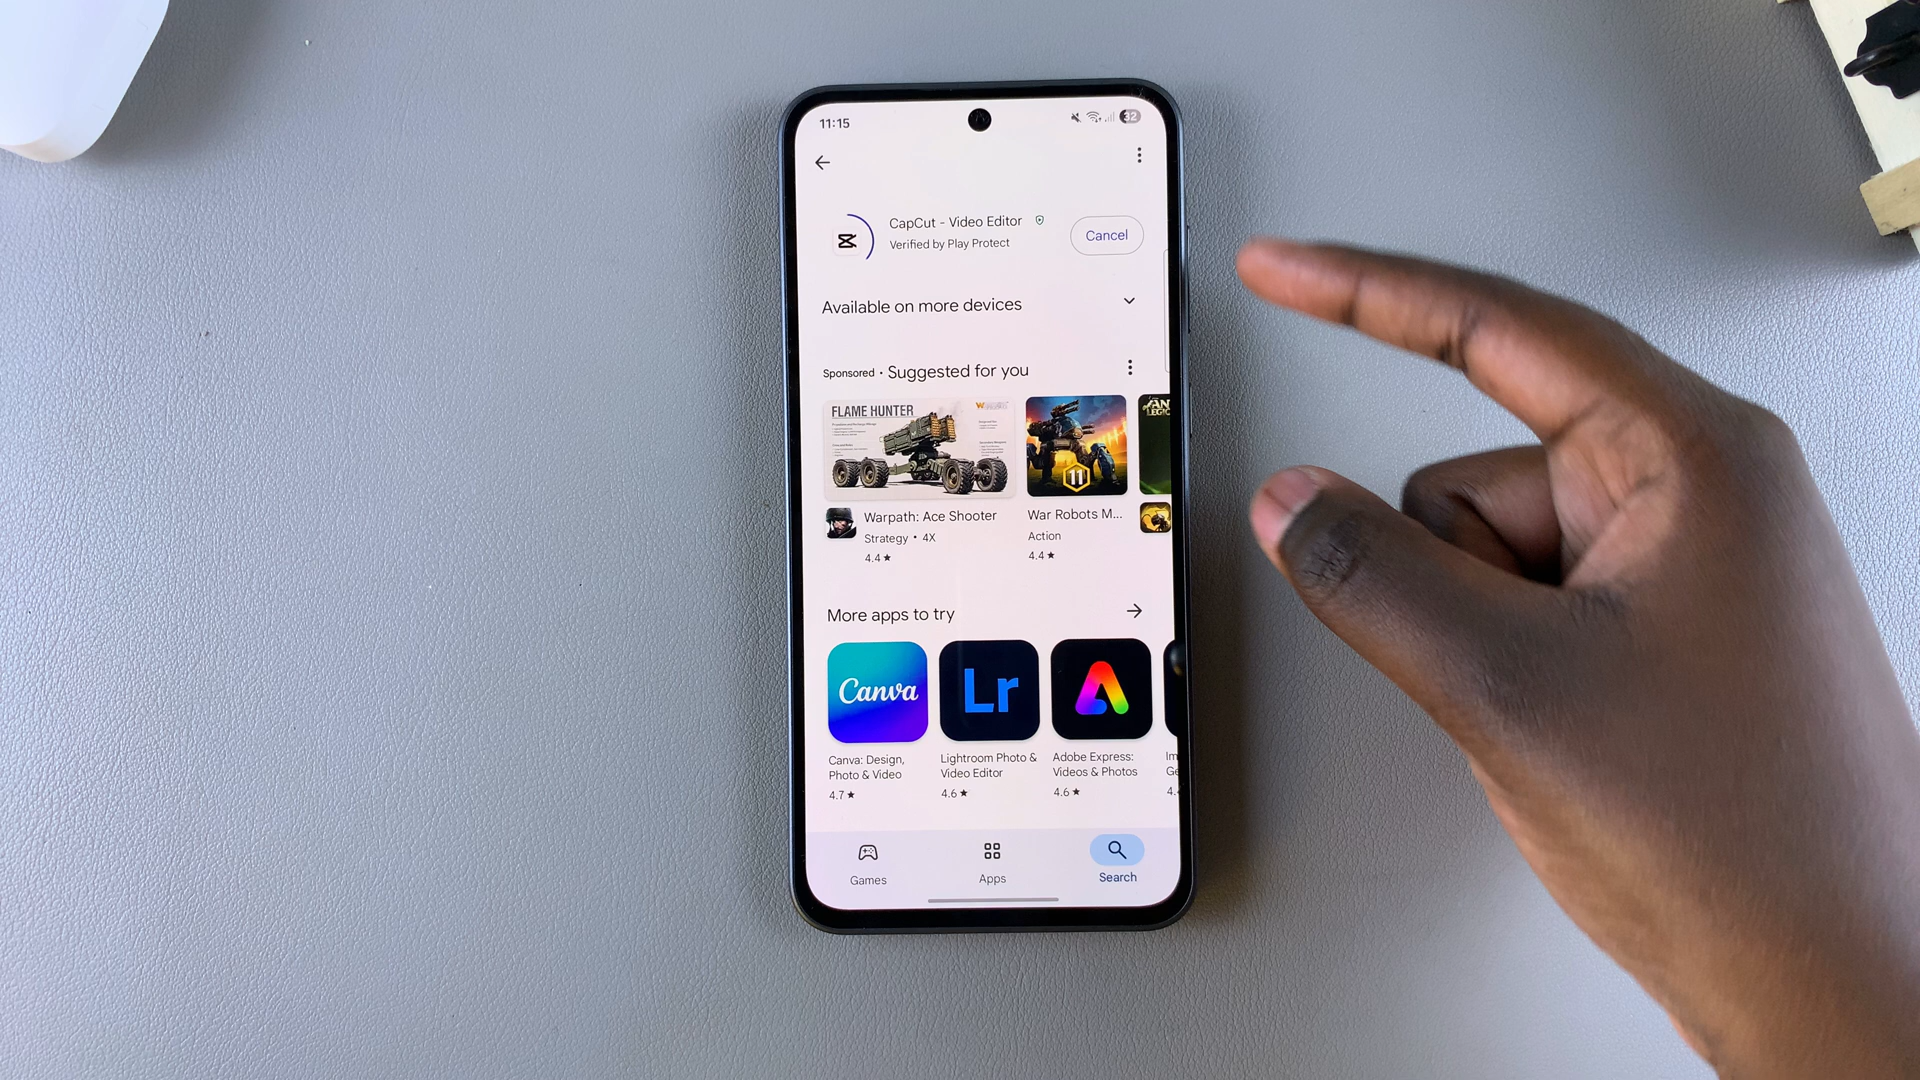 11:15
32
CapCut - Video Editor
Verified by Play Protect
Cancel
Available on more devices
Sponsored • Suggested for you
FLAME HUNTER
11
Warpath: Ace Shooter
Strategy • 4X
4.4 ★
War Robots M...
Action
4.4 ★
More apps to try
Canva
Lr
Canva: Design,
Photo & Video
4.7 ★
Lightroom Photo &
Video Editor
4.6 ★
Adobe Express:
Videos & Photos
4.6 ★
Games
Apps
Search